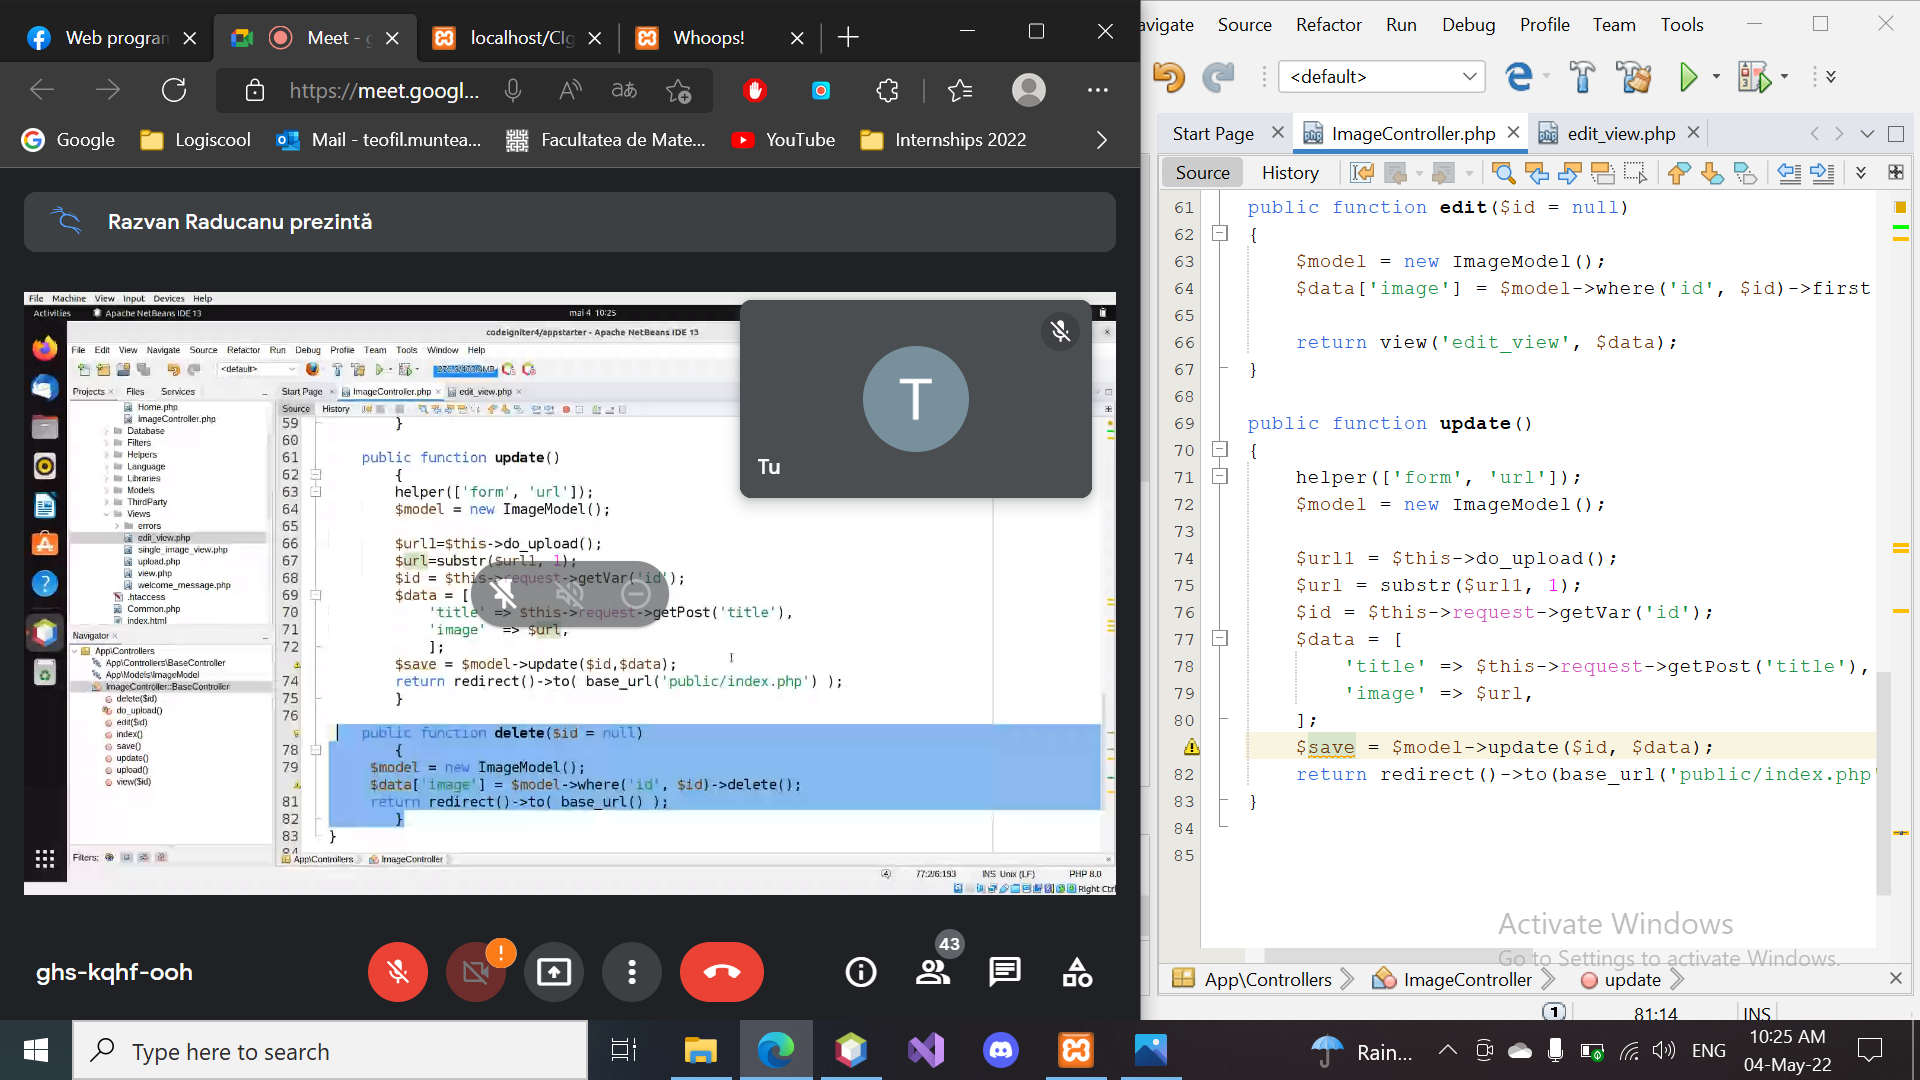 Web program
Meet - g
localhost/CIg
Whoops!
https://meet.googl...
Google
Logiscool
Mail - teofil.muntea...
Facultatea de Mate...
YouTube
Internships 2022
Razvan Raducanu prezintă
File Machine View Input Devices Help
Activities
Apache NetBeans IDE 13
mai 4 10:25
codeigniter4/appstarter - Apache NetBeans IDE 13
File Edit View Navigate Source Refactor Run Debug Profile Team Tools Window Help
<default>
Projects
Files
Services
Start Page
ImageController.php
edit_view.php
Source
History
Home.php
ImageController.php
Database
Filters
Helpers
Language
Libraries
Models
ThirdParty
Views
errors
edit_view.php
single_image_view.php
upload.php
view.php
welcome_message.php
.htaccess
Common.php
index.html
Navigator
App\Controllers
App\Controllers\BaseController
App\Models\ImageModel
ImageController::BaseController
delete($id)
do_upload()
edit($id)
index()
save()
update()
upload()
view($id)
Filters:
59 }
60
61 public function update()
62 {
63 helper(['form', 'url']);
64 $model = new ImageModel();
65
66 $url1=$this->do_upload();
67 $url=substr($url1, 1);
68 $id = $this->request->getVar('id');
69 $data = [
70 'title' => $this->request->getPost('title'),
71 'image' => $url,
72 ];
$save = $model->update($id,$data);
74 return redirect()->to( base_url('public/index.php') );
75 }
76
public function delete($id = null)
78 {
79 $model = new ImageModel();
$data['image'] = $model->where('id', $id)->delete();
81 return redirect()->to( base_url() );
82 }
83 }
84
App\Controllers
ImageController
77:2/6:193
INS Unix (LF)
PHP 8.0
Right Ctrl
T
Tu
ghs-kqhf-ooh
43
avigate Source Refactor Run Debug Profile Team Tools
<default>
Start Page
ImageController.php
edit_view.php
Source
History
61 public function edit($id = null)
62 {
63 $model = new ImageModel();
64 $data['image'] = $model->where('id', $id)->first
65
66 return view('edit_view', $data);
67 }
68
69 public function update()
70 {
71 helper(['form', 'url']);
72 $model = new ImageModel();
73
74 $url1 = $this->do_upload();
75 $url = substr($url1, 1);
76 $id = $this->request->getVar('id');
77 $data = [
78 'title' => $this->request->getPost('title'),
79 'image' => $url,
80 ];
$save = $model->update($id, $data);
82 return redirect()->to(base_url('public/index.php'
83 }
84
85
Activate Windows
Go to Settings to activate Windows.
App\Controllers
ImageController
update
1
81:14
INS
Type here to search
Rain...
ENG
10:25 AM
04-May-22